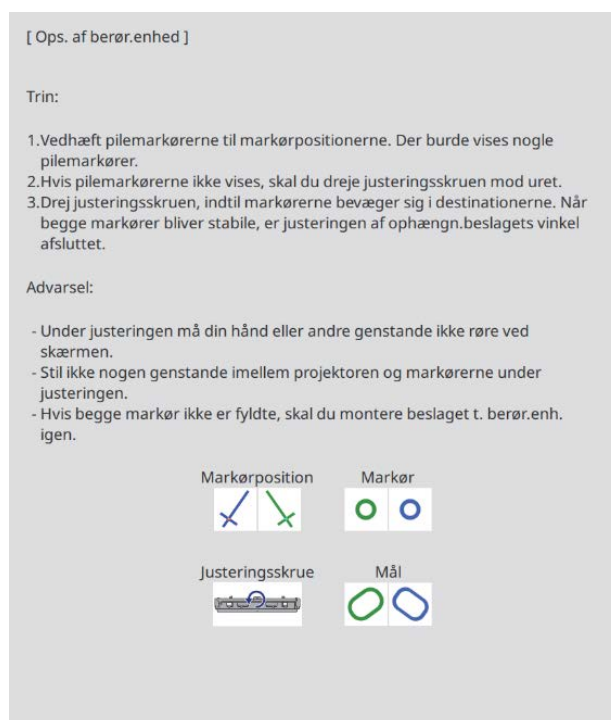 [ Ops. af berør.enhed ]
Trin:
1.Vedhæft pilemarkørerne til markørpositionerne. Der burde vises nogle
pilemarkører.
2.Hvis pilemarkørerne ikke vises, skal du dreje justeringsskruen mod uret.
3.Drej justeringsskruen, indtil markørerne bevæger sig i destinationerne. Når
begge markører bliver stabile, er justeringen af ophængn.beslagets vinkel
afsluttet.
Advarsel:
- Under justeringen må din hånd eller andre genstande ikke røre ved
skærmen.
- Stil ikke nogen genstande imellem projektoren og markørerne under
justeringen.
- Hvis begge markør ikke er fyldte, skal du montere beslaget t. berør.enh.
igen.
Markørposition Markør
Justeringsskrue Mål